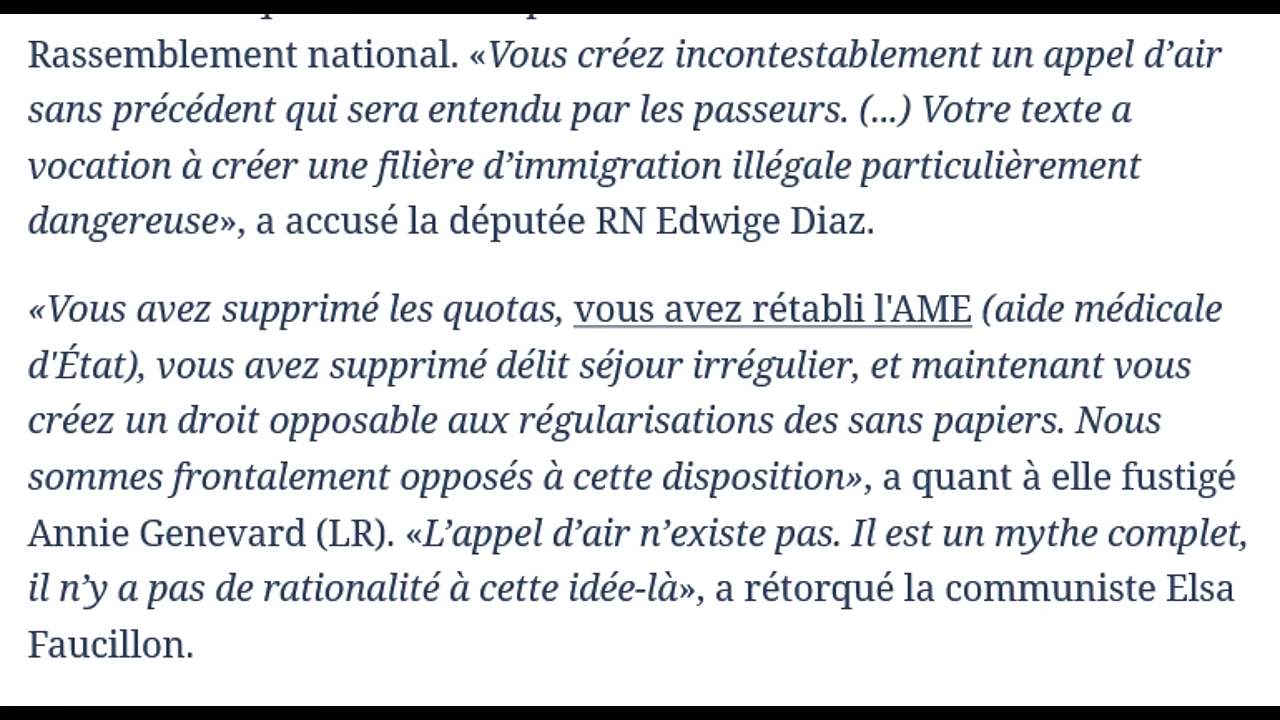 Rassemblement national. «Vous créez incontestablement un appel d’air
sans précédent qui sera entendu par les passeurs. (...) Votre texte a
vocation à créer une filière d’immigration illégale particulièrement
dangereuse», a accusé la députée RN Edwige Diaz.
«Vous avez supprimé les quotas, vous avez rétabli l'AME (aide médicale
d'État), vous avez supprimé délit séjour irrégulier, et maintenant vous
créez un droit opposable aux régularisations des sans papiers. Nous
sommes frontalement opposés à cette disposition», a quant à elle fustigé
Annie Genevard (LR). «L’appel d’air n’existe pas. Il est un mythe complet,
il n’y a pas de rationalité à cette idée-là», a rétorqué la communiste Elsa
Faucillon.